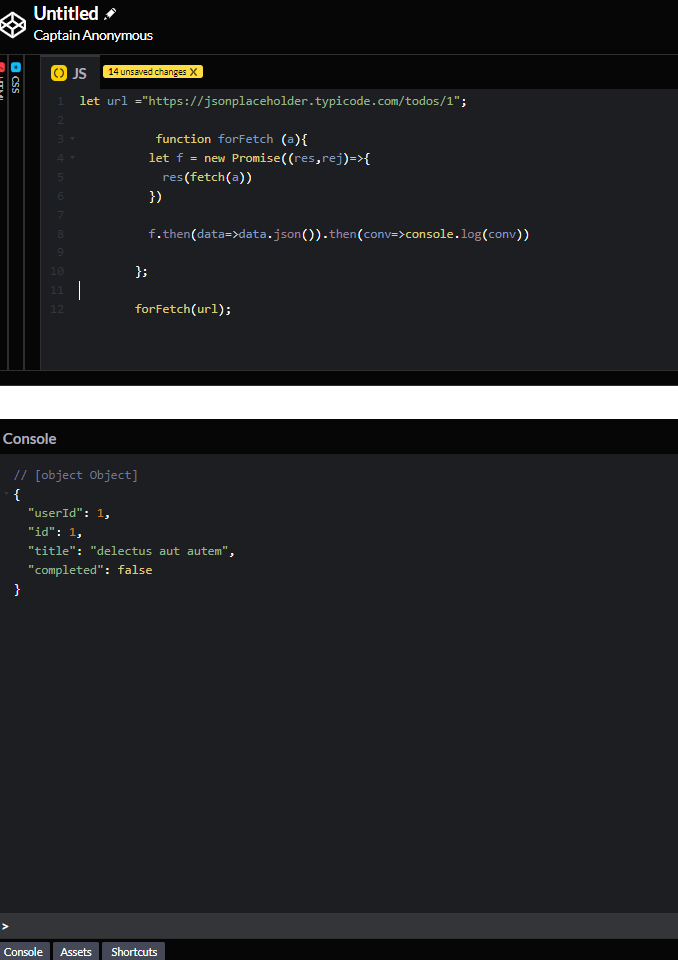 Untitled
Captain Anonymous
CSS
JS
14 unsaved changes X
1 let url ="https://jsonplaceholder.typicode.com/todos/1";
2
3 function forFetch (a){
4 let f = new Promise((res,rej)=>{
5 res(fetch(a))
6 })
7
8 f.then(data=>data.json()).then(conv=>console.log(conv))
9
10 };
11
12 forFetch(url);
Console
// [object Object]
{
"userId": 1,
"id": 1,
"title": "delectus aut autem",
"completed": false
}
>
Console Assets Shortcuts